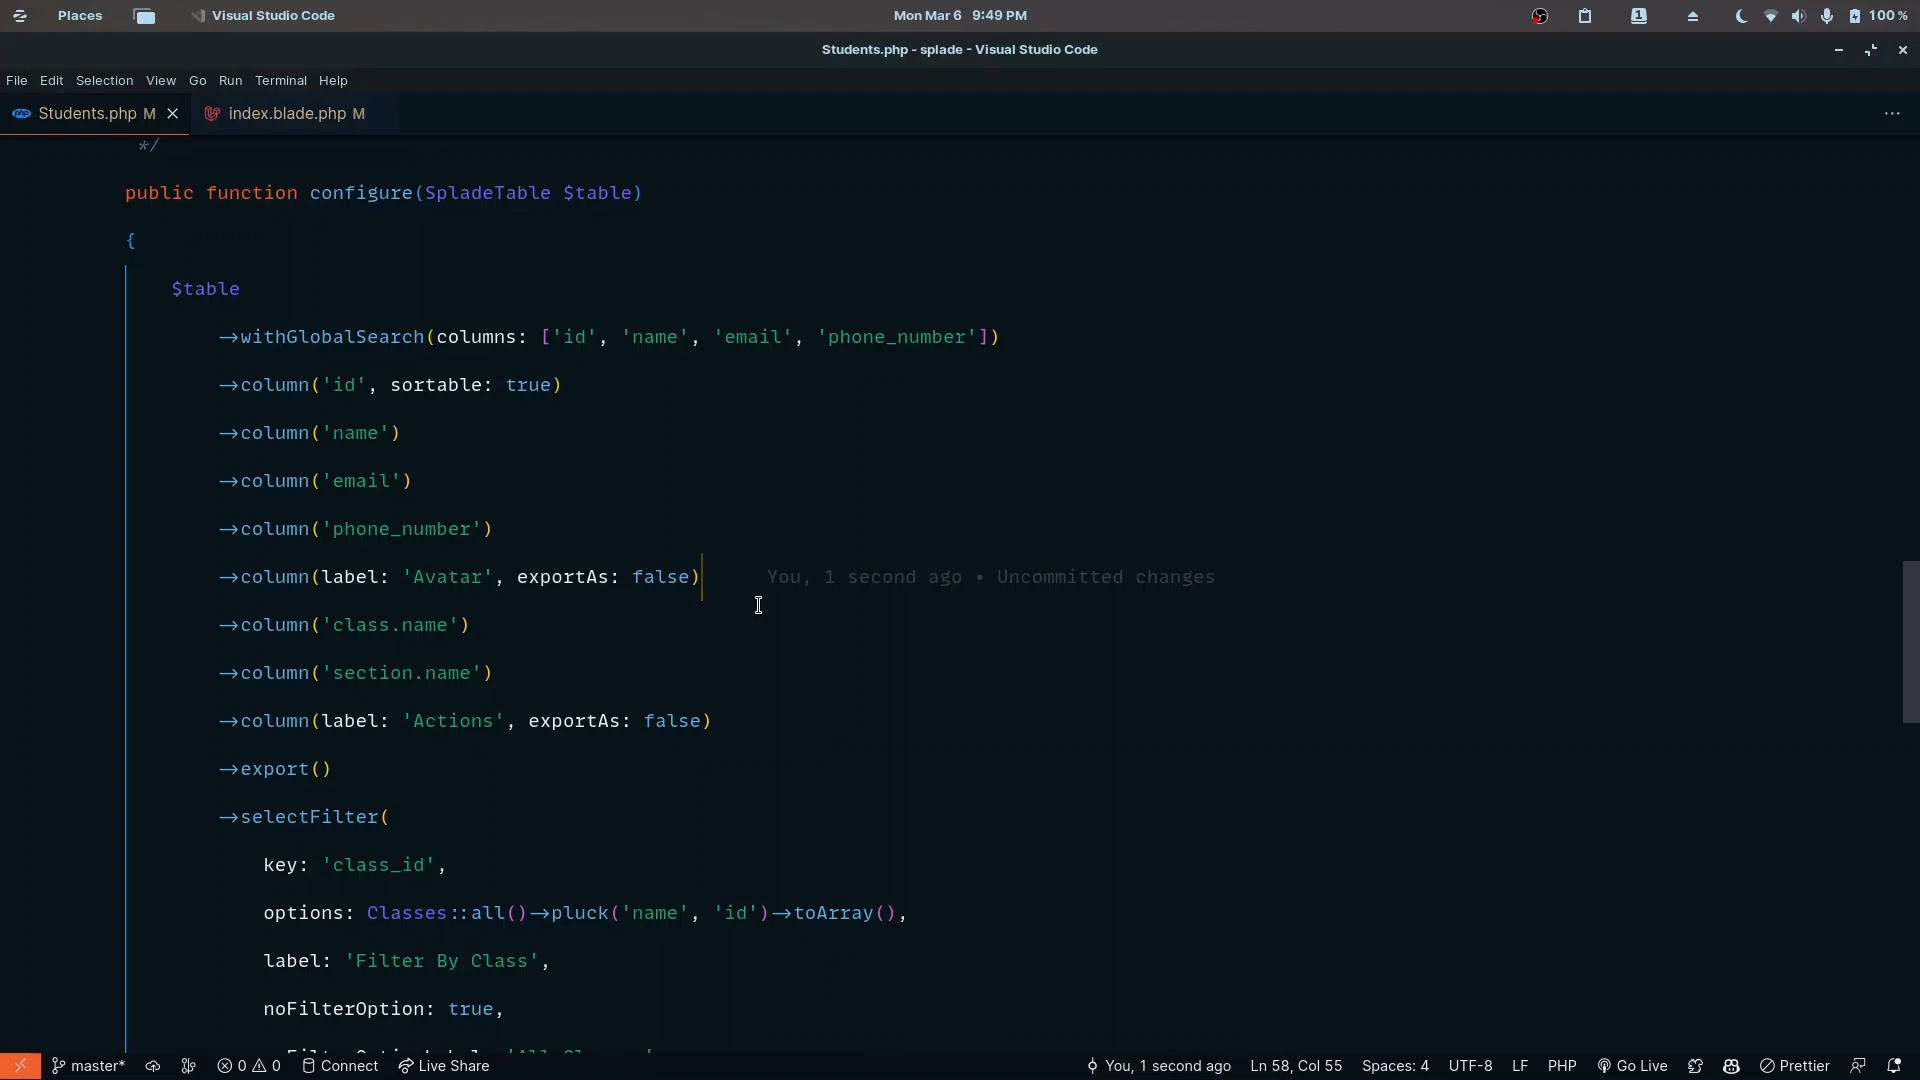 Places
Visual Studio Code
Mon Mar 6 9:49 PM
1
100 %
Students.php - splade - Visual Studio Code
File Edit Selection View Go Run Terminal Help
php Students.php M
index.blade.php M
*/
public function configure(SpladeTable $table)
{
$table
->withGlobalSearch(columns: ['id', 'name', 'email', 'phone_number'])
->column('id', sortable: true)
->column('name')
->column('email')
->column('phone_number')
->column(label: 'Avatar', exportAs: false) You, 1 second ago • Uncommitted changes
->column('class.name')
->column('section.name')
->column(label: 'Actions', exportAs: false)
->export()
->selectFilter(
key: 'class_id',
options: Classes::all()->pluck('name', 'id')->toArray(),
label: 'Filter By Class',
noFilterOption: true,
master* 0 0 Connect Live Share You, 1 second ago Ln 58, Col 55 Spaces: 4 UTF-8 LF PHP Go Live Prettier